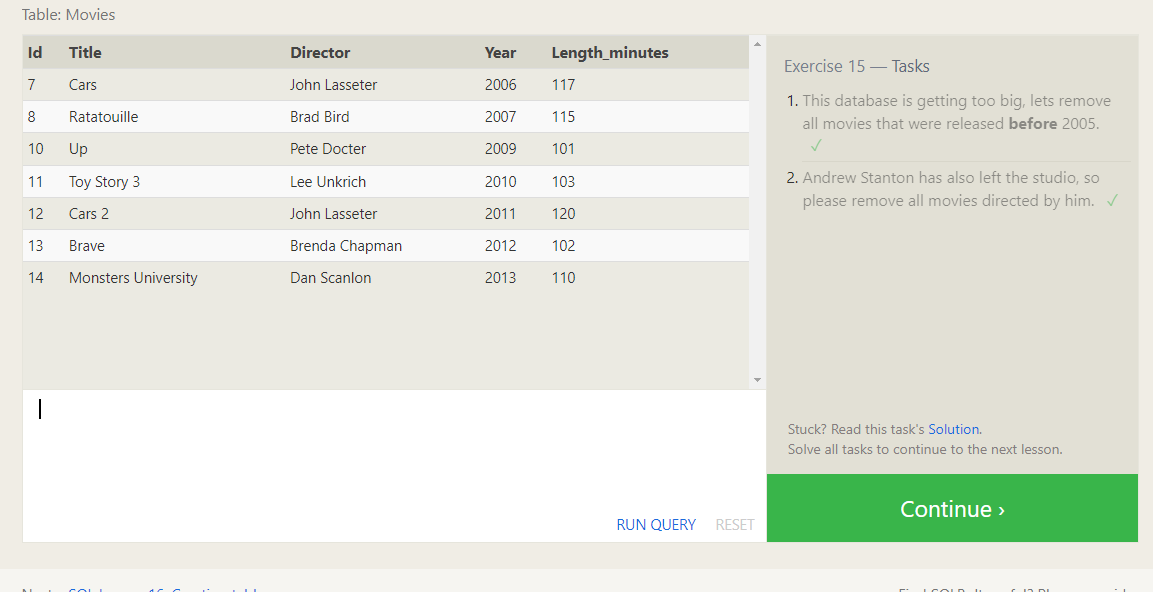 Table: Movies
Id Title Director Year Length_minutes
7 Cars John Lasseter 2006 117
8 Ratatouille Brad Bird 2007 115
10 Up Pete Docter 2009 101
11 Toy Story 3 Lee Unkrich 2010 103
12 Cars 2 John Lasseter 2011 120
13 Brave Brenda Chapman 2012 102
14 Monsters University Dan Scanlon 2013 110
RUN QUERY RESET
Exercise 15 — Tasks
1. This database is getting too big, lets remove
all movies that were released before 2005.
✓
2. Andrew Stanton has also left the studio, so
please remove all movies directed by him. ✓
Stuck? Read this task's Solution.
Solve all tasks to continue to the next lesson.
Continue ›